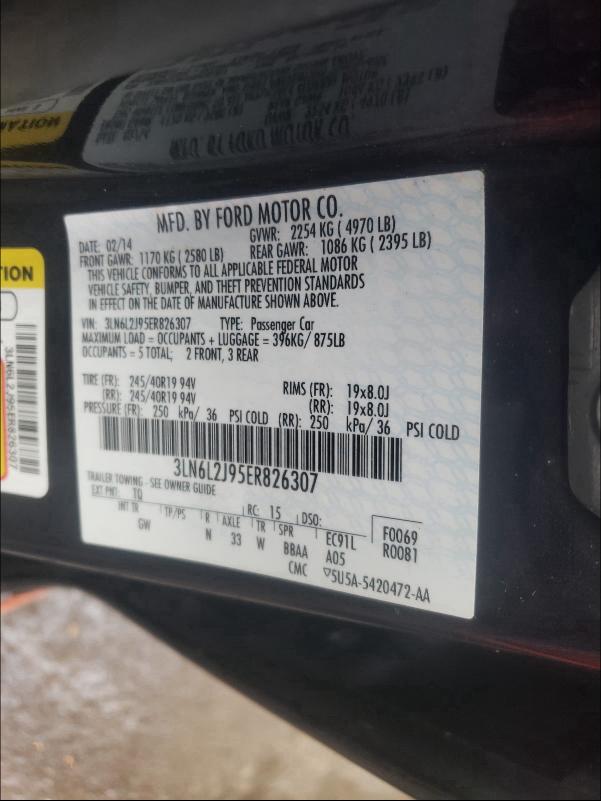 MFD. BY FORD MOTOR CO.
DATE: 02/14 GVWR: 2254 KG ( 4970 LB)
FRONT GAWR: 1170 KG ( 2580 LB) REAR GAWR: 1086 KG ( 2395 LB)
THIS VEHICLE CONFORMS TO ALL APPLICABLE FEDERAL MOTOR
VEHICLE SAFETY, BUMPER, AND THEFT PREVENTION STANDARDS
IN EFFECT ON THE DATE OF MANUFACTURE SHOWN ABOVE.
VIN: 3LN6L2J95ER826307 TYPE: Passenger Car
MAXIMUM LOAD = OCCUPANTS + LUGGAGE = 396KG/ 875LB
OCCUPANTS = 5 TOTAL; 2 FRONT, 3 REAR
TIRE (FR): 245/40R19 94V RIMS (FR): 19x8.0J
(RR): 245/40R19 94V (RR): 19x8.0J
PRESSURE (FR): 250 kPa/ 36 PSI COLD (RR): 250 kPa/ 36 PSI COLD
3LN6L2J95ER826307
TRAILER TOWING - SEE OWNER GUIDE
EXT PNT: TQ RC: 15 DSO:
INT TR TP/PS R AXLE TR SPR EC91L F0069
GW N 33 W BBAA A05 R0081
CMC ▽5U5A-5420472-AA
TION
3LN6L2J95ER826307